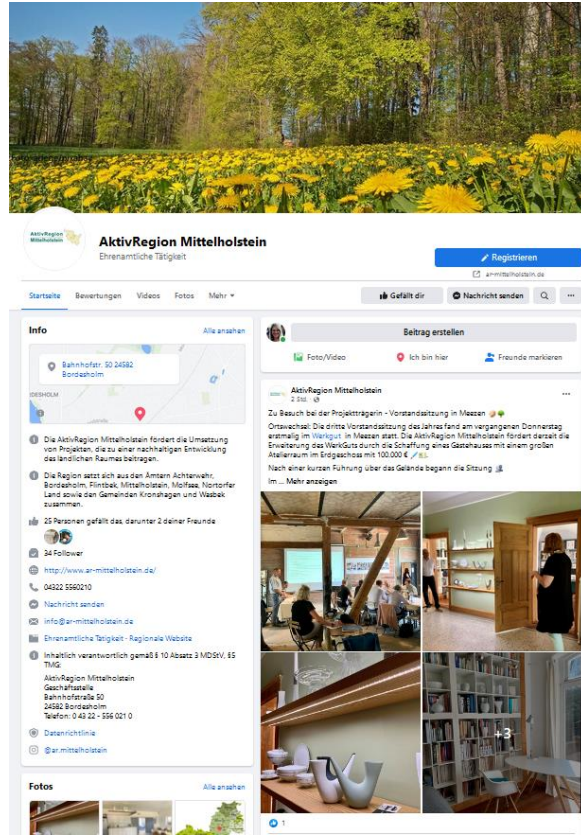 AktivRegion
Mittelholstein
AktivRegion Mittelholstein
Ehrenamtliche Tätigkeit
Registrieren
ar-mittelholstein.de
Startseite Bewertungen Videos Fotos Mehr
Gefällt dir Nachricht senden
Info Alle ansehen
Bahnhofstr. 50 24582
Bordesholm
DESHOLM
Die AktivRegion Mittelholstein fördert die Umsetzung
von Projekten, die zu einer nachhaltigen Entwicklung
des ländlichen Raumes beitragen.
Die Region setzt sich aus den Ämtern Achterwehr,
Bordesholm, Flintbek, Mittelholstein, Molfsee, Nortorfer
Land sowie den Gemeinden Kronshagen und Wasbek
zusammen.
25 Personen gefällt das, darunter 2 deiner Freunde
34 Follower
http://www.ar-mittelholstein.de/
04322 5560210
Nachricht senden
info@ar-mittelholstein.de
Ehrenamtliche Tätigkeit · Regionale Website
Inhaltlich verantwortlich gemäß § 10 Absatz 3 MDStV, §5
TMG:
AktivRegion Mittelholstein
Geschäftsstelle
Bahnhofstraße 50
24582 Bordesholm
Telefon: 0 43 22 - 556 021 0
Datenrichtlinie
@ar.mittelholstein
Fotos Alle ansehen
Beitrag erstellen
Foto/Video Ich bin hier Freunde markieren
AktivRegion Mittelholstein
2 Std. ·
Zu Besuch bei der Projektträgerin - Vorstandssitzung in Meezen
Ortswechsel: Die dritte Vorstandssitzung des Jahres fand am vergangenen Donnerstag
erstmalig im Werkgut in Meezen statt. Die AktivRegion Mittelholstein fördert derzeit die
Erweiterung des WerkGuts durch die Schaffung eines Gästehauses mit einem großen
Atelierraum im Erdgeschoss mit 100.000 €
Nach einer kurzen Führung über das Gelände begann die Sitzung
Im ... Mehr anzeigen
+3
1